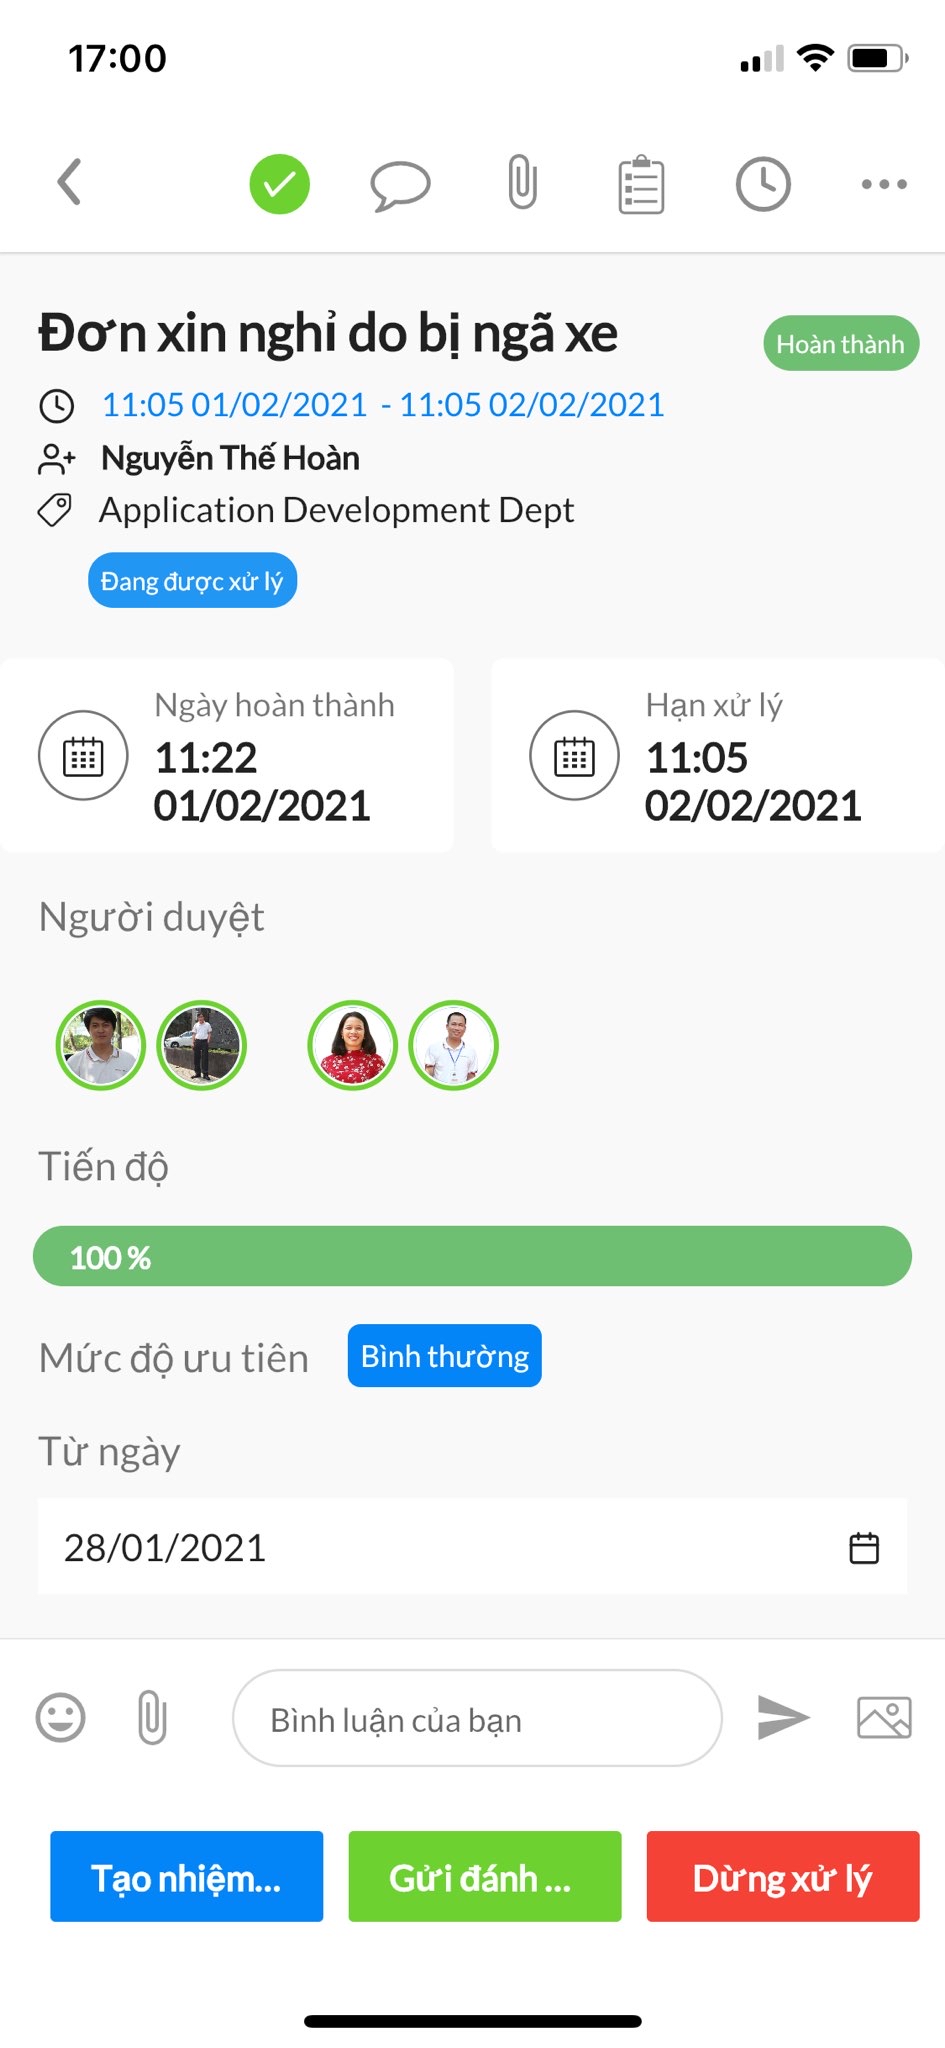 17:00
Đơn xin nghỉ do bị ngã xe
Hoàn thành
11:05 01/02/2021 - 11:05 02/02/2021
Nguyễn Thế Hoàn
Application Development Dept
Đang được xử lý
Ngày hoàn thành
11:22
01/02/2021
Hạn xử lý
11:05
02/02/2021
Người duyệt
Tiến độ
100 %
Mức độ ưu tiên
Bình thường
Từ ngày
28/01/2021
Bình luận của bạn
Tạo nhiệm...
Gửi đánh ...
Dừng xử lý